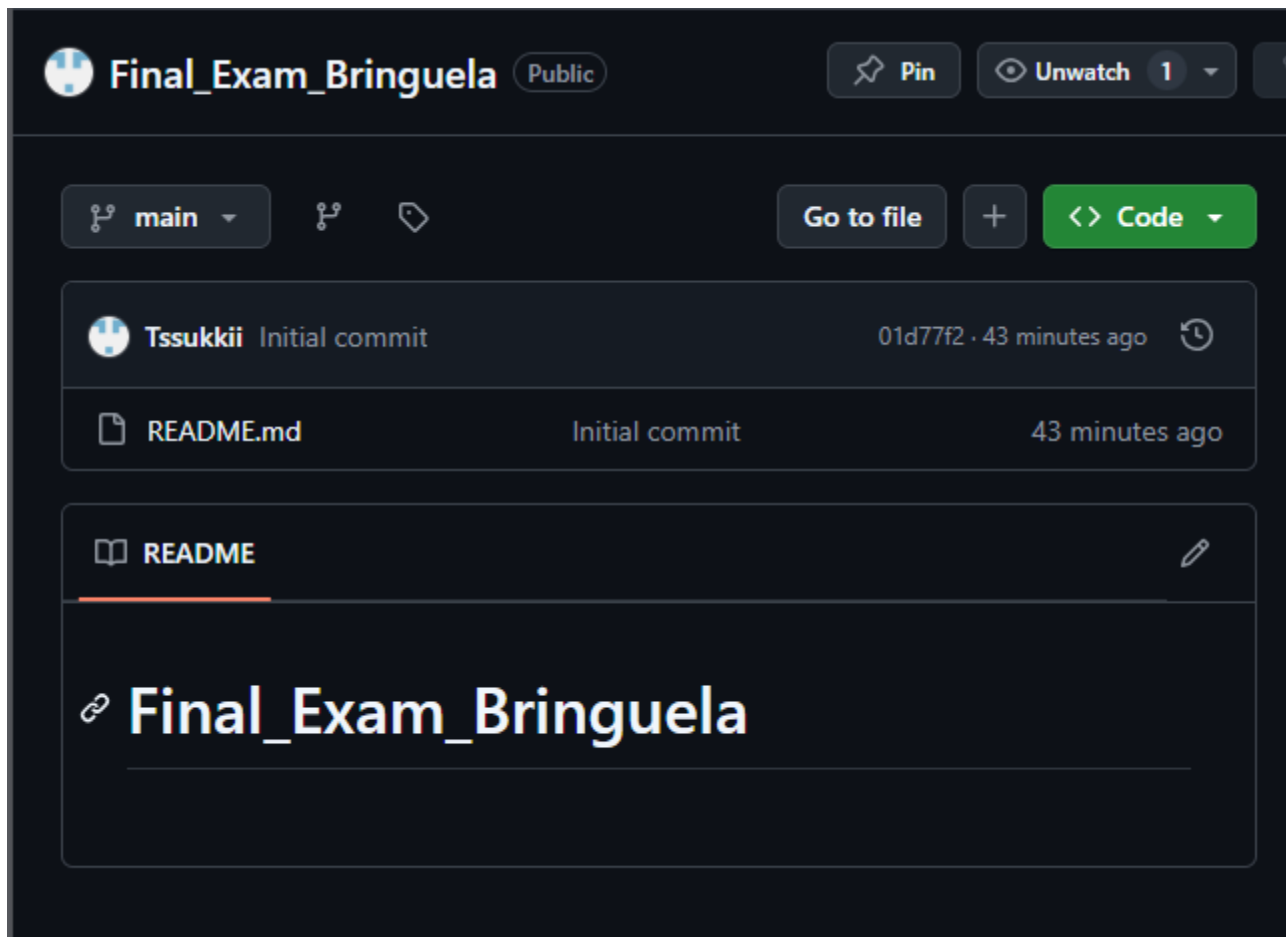 Final_Exam_Bringuela Public Pin Unwatch 1
main Go to file + <> Code
Tssukkii Initial commit 01d77f2 · 43 minutes ago
README.md Initial commit 43 minutes ago
README
Final_Exam_Bringuela